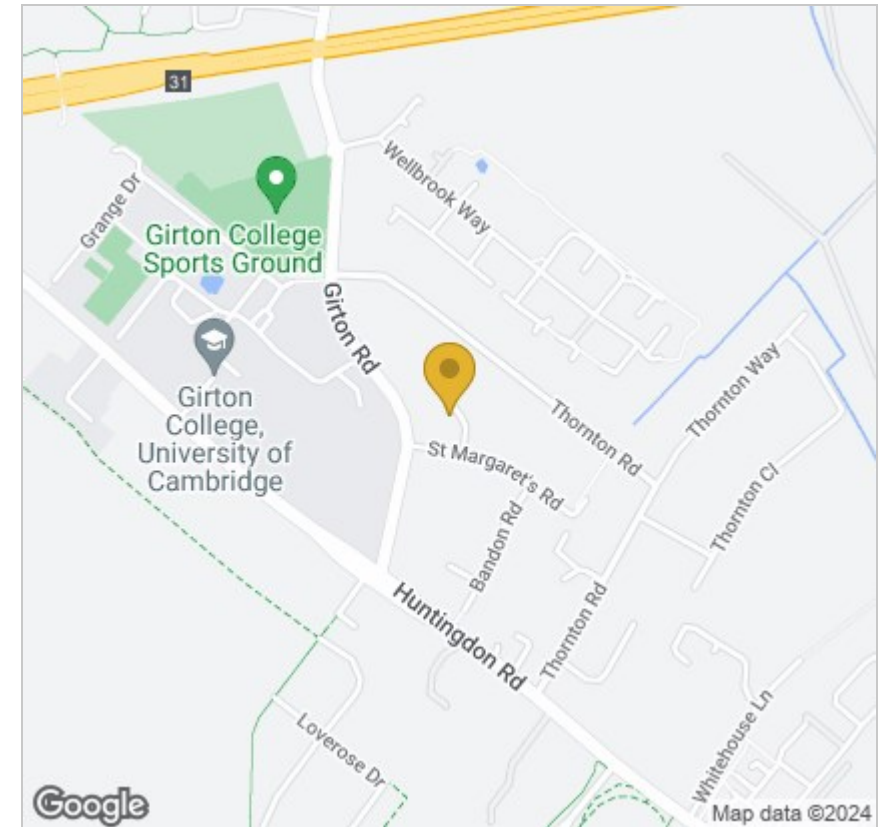 31
Wellbrook Way
Grange Dr
Girton College
Sports Ground
Girton Rd
Girton
College,
University of
Cambridge
Thornton Rd
Thornton Way
St Margaret's Rd
Bandon Rd
Thornton Cl
Huntingdon Rd
Thornton Rd
Whitehouse Ln
Loverose Dr
Google
Map data ©2024